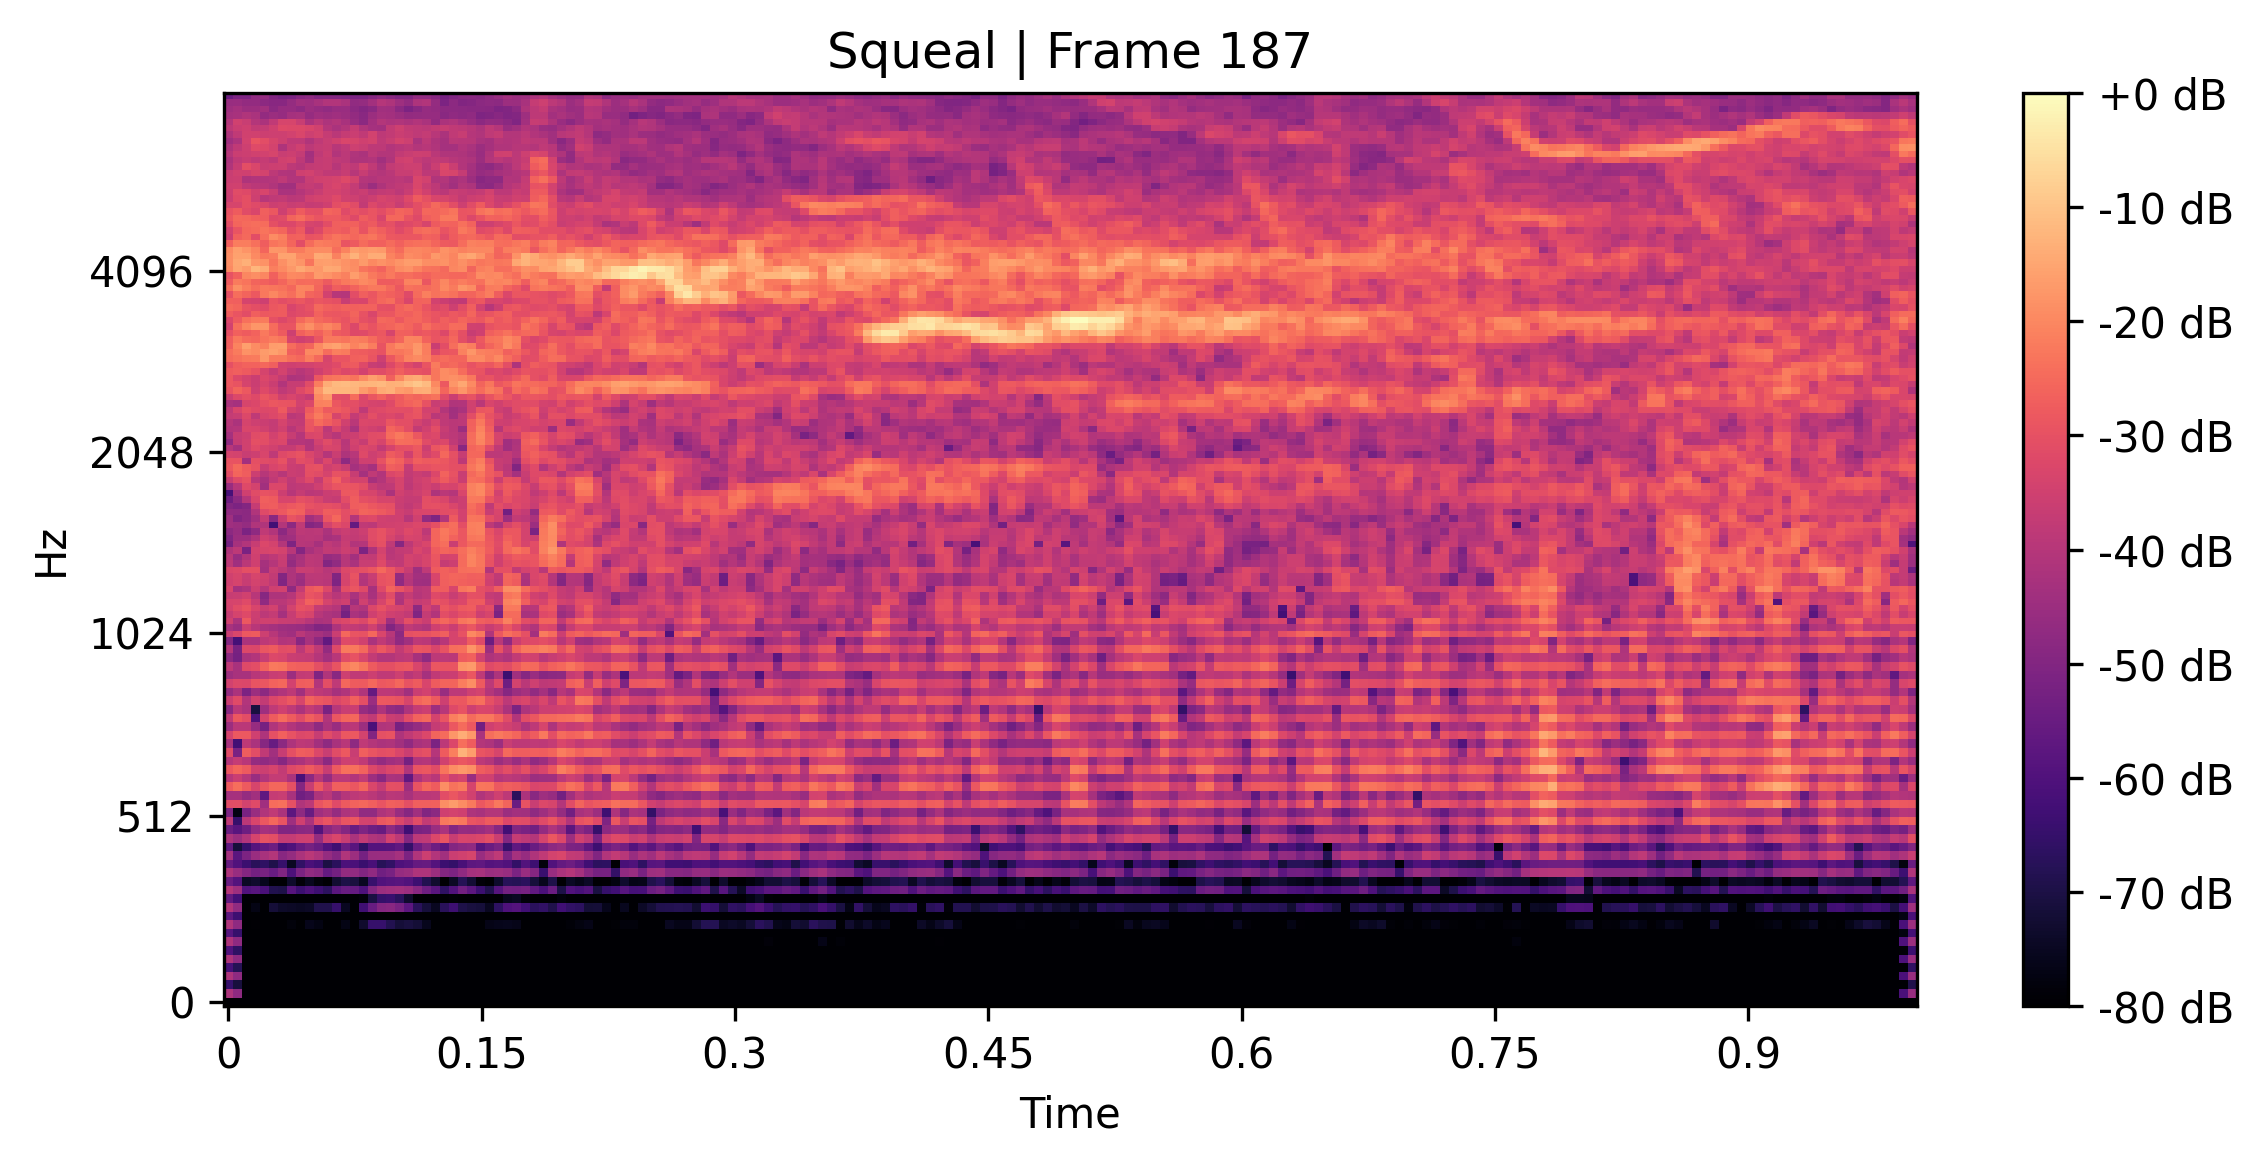 Squeal | Frame 187
Hz
4096
2048
1024
512
0
0 0.15 0.3 0.45 0.6 0.75 0.9
Time
+0 dB
-10 dB
-20 dB
-30 dB
-40 dB
-50 dB
-60 dB
-70 dB
-80 dB